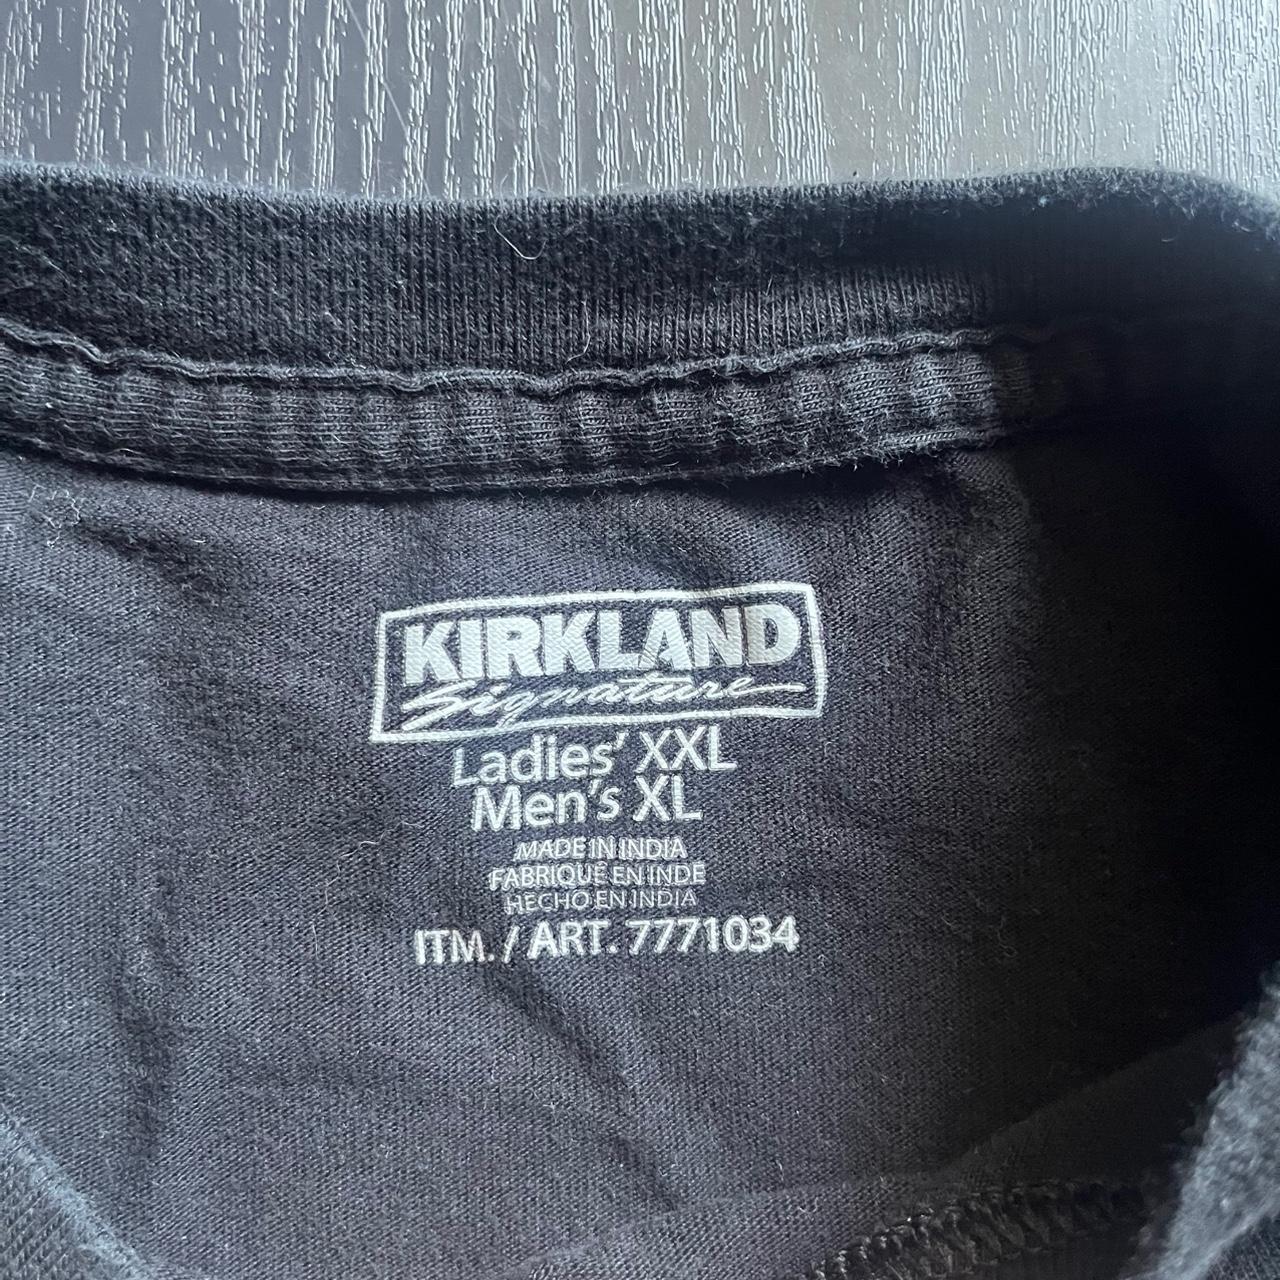 KIRKLAND
Signature
Ladies' XXL
Men's XL
MADE IN INDIA
FABRIQUÉ EN INDE
HECHO EN INDIA
ITM. / ART. 7771034